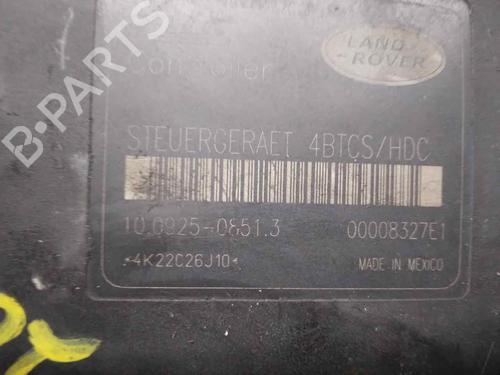 Controller
LAND
ROVER
STEUERGERAET 4BTCS/HDC
10.0925-0851.3 00008327E1
*4K22C26J10*
MADE IN MEXICO
B-PARTS